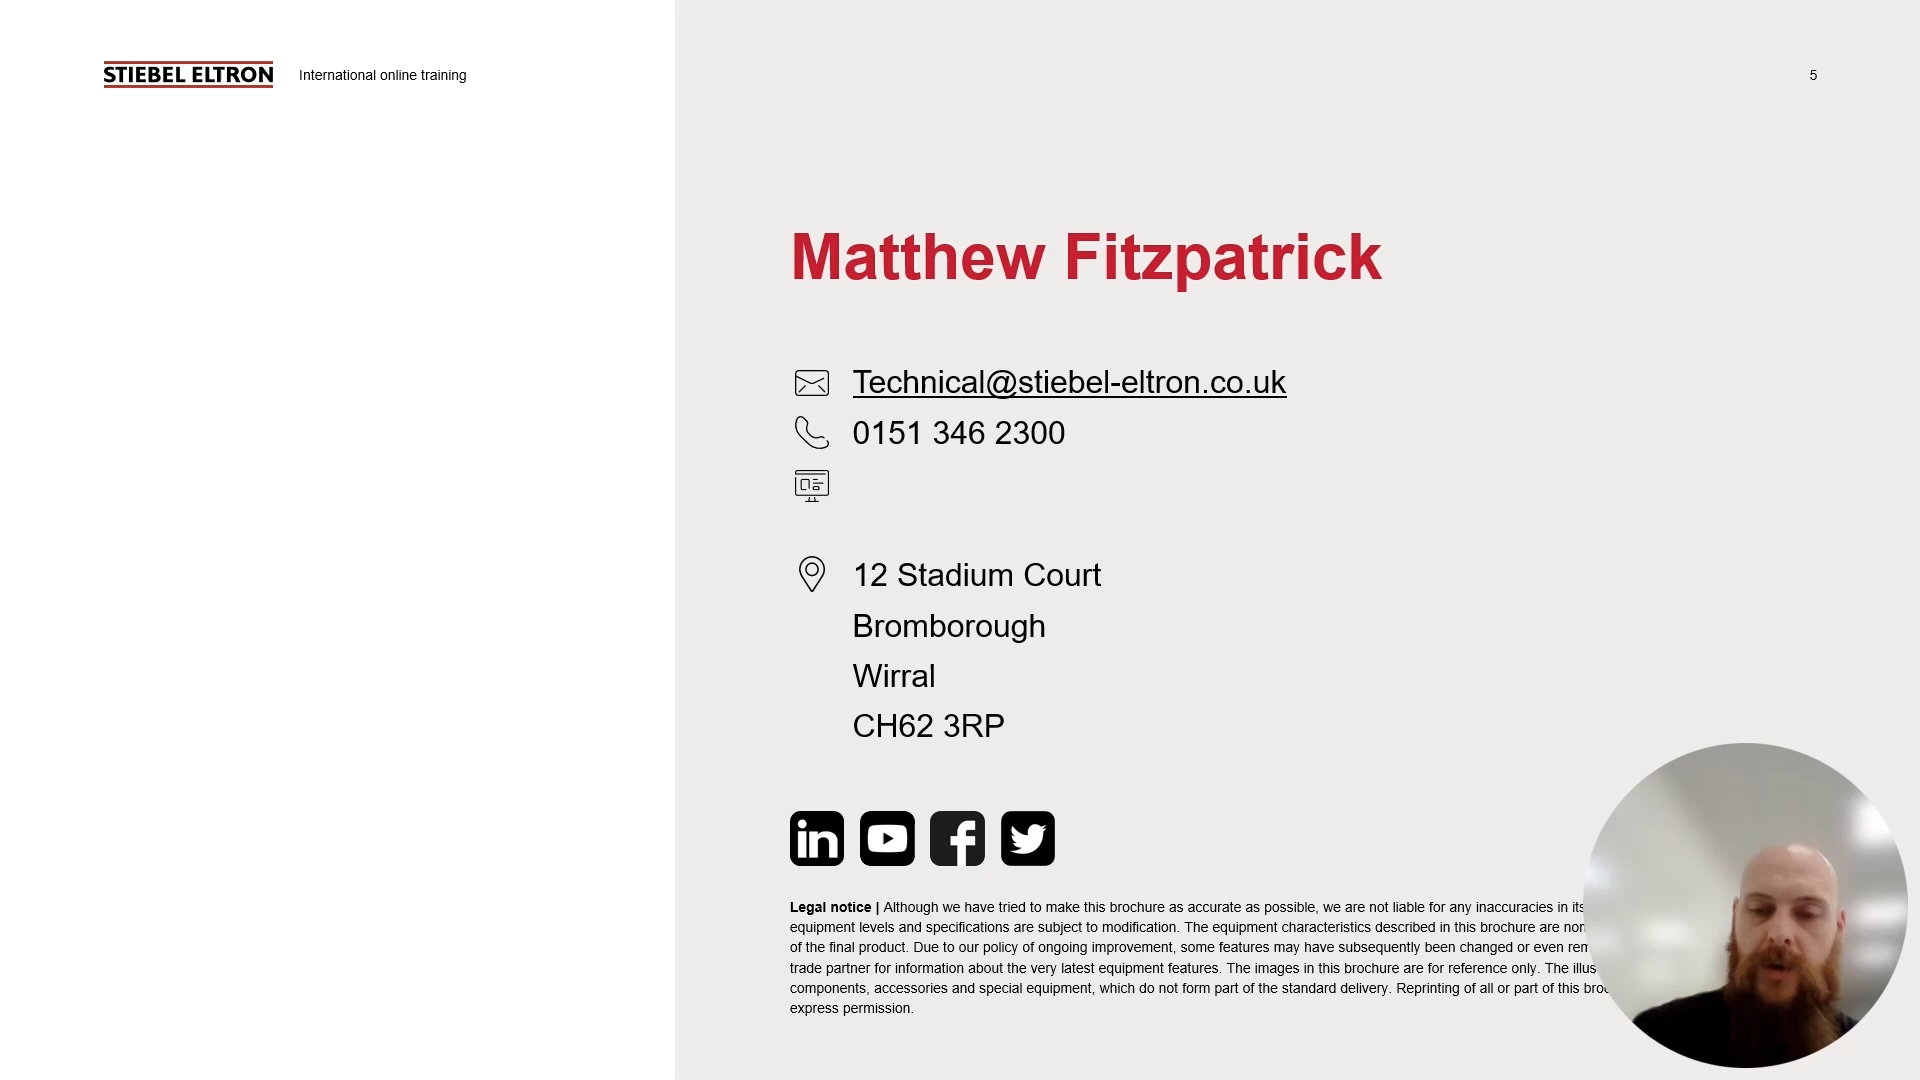 STIEBEL ELTRON
International online training
5
Matthew Fitzpatrick
Technical@stiebel-eltron.co.uk
0151 346 2300
12 Stadium Court
Bromborough
Wirral
CH62 3RP
in
Legal notice | Although we have tried to make this brochure as accurate as possible, we are not liable for any inaccuracies in its
equipment levels and specifications are subject to modification. The equipment characteristics described in this brochure are
of the final product. Due to our policy of ongoing improvement, some features may have subsequently been changed or even
trade partner for information about the very latest equipment features. The images in this brochure are for reference only. The
components, accessories and special equipment, which do not form part of the standard delivery. Reprinting of all or part of this
express permission.